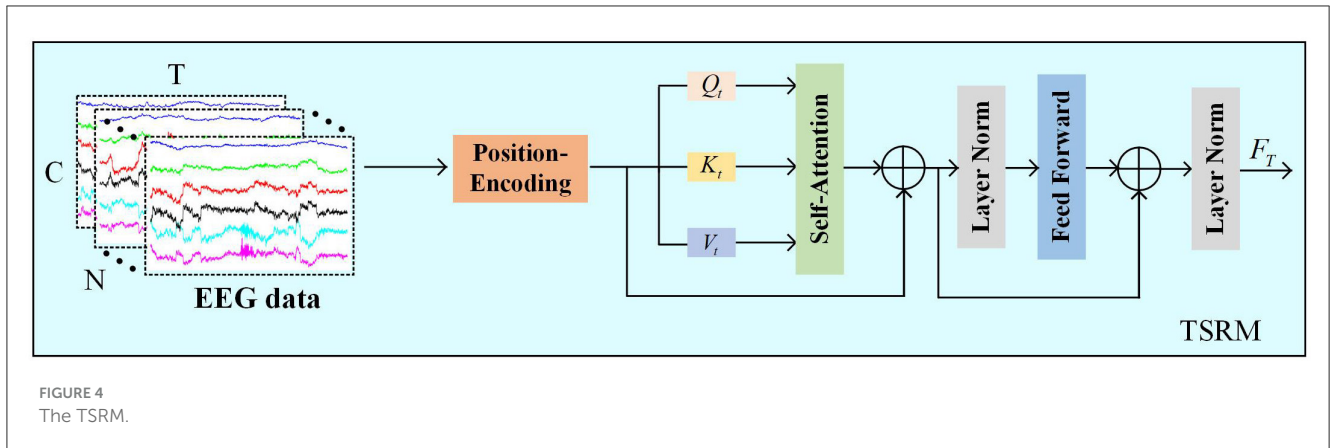 T
C
N
EEG data
Position-
Encoding
Q_t
K_t
V_t
Self-Attention
Layer Norm
Feed Forward
Layer Norm
F_T
TSRM
FIGURE 4
The TSRM.